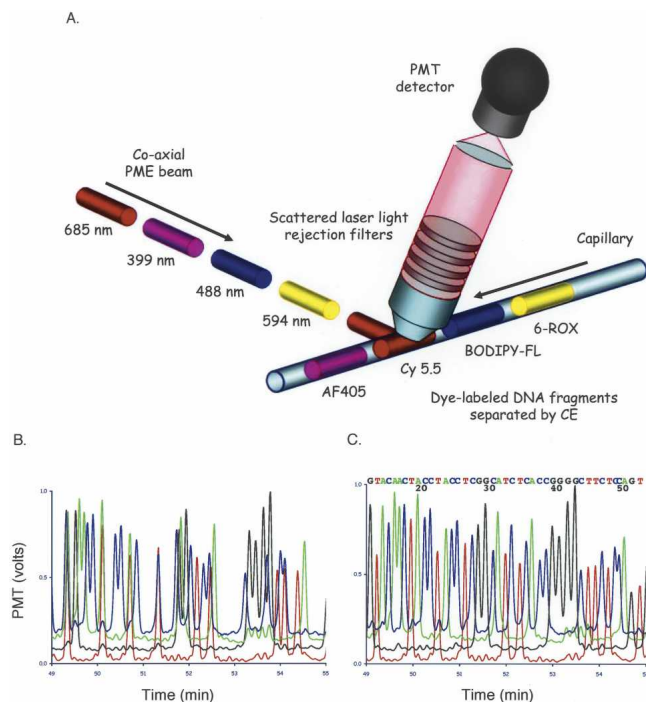 A.
PMT
detector
Co-axial
PME beam
Scattered laser light
rejection filters
Capillary
685 nm
399 nm
488 nm
594 nm
6-ROX
BODIPY-FL
Cy 5.5
AF405
Dye-labeled DNA fragments
separated by CE
B.
C.
GTACAACTACCTACCTCGGCATCTCACCGGGGCTTCTCCAGT
20 30 40 50
1.0
1.0
PMT (volts)
0.5
0.5
0.0
0.0
49 50 51 52 53 54 55
49 50 51 52 53 54 55
Time (min)
Time (min)